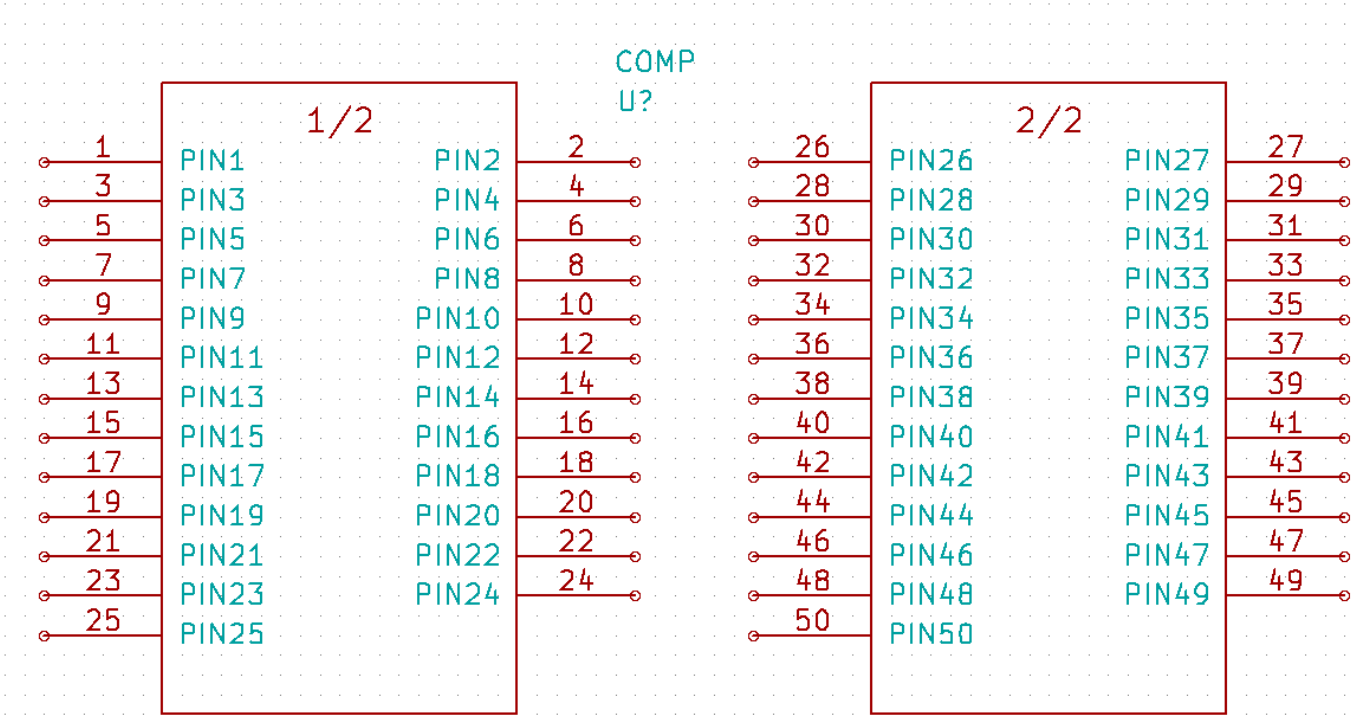 COMP
U?
1/2
1 PIN1 PIN2 2
3 PIN3 PIN4 4
5 PIN5 PIN6 6
7 PIN7 PIN8 8
9 PIN9 PIN10 10
11 PIN11 PIN12 12
13 PIN13 PIN14 14
15 PIN15 PIN16 16
17 PIN17 PIN18 18
19 PIN19 PIN20 20
21 PIN21 PIN22 22
23 PIN23 PIN24 24
25 PIN25
2/2
26 PIN26 PIN27 27
28 PIN28 PIN29 29
30 PIN30 PIN31 31
32 PIN32 PIN33 33
34 PIN34 PIN35 35
36 PIN36 PIN37 37
38 PIN38 PIN39 39
40 PIN40 PIN41 41
42 PIN42 PIN43 43
44 PIN44 PIN45 45
46 PIN46 PIN47 47
48 PIN48 PIN49 49
50 PIN50